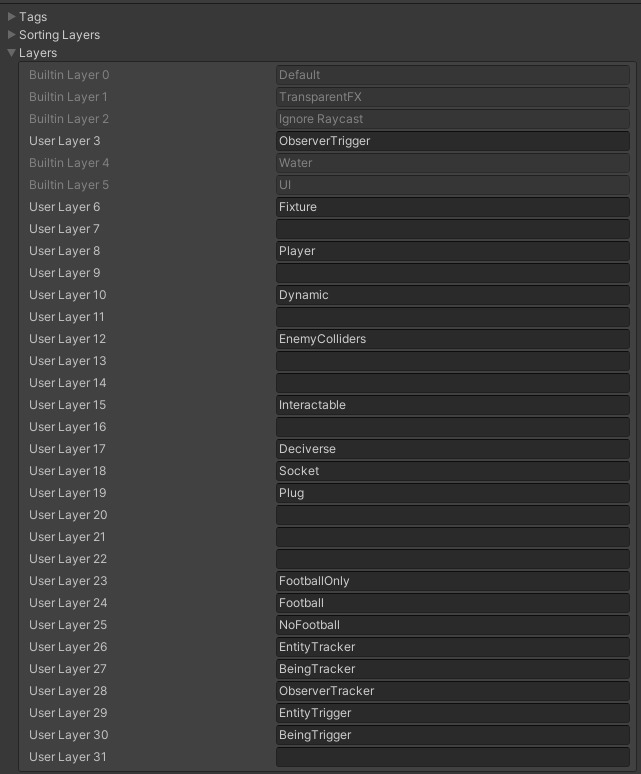 Tags
Sorting Layers
Layers
Builtin Layer 0 Default
Builtin Layer 1 TransparentFX
Builtin Layer 2 Ignore Raycast
User Layer 3 ObserverTrigger
Builtin Layer 4 Water
Builtin Layer 5 UI
User Layer 6 Fixture
User Layer 7
User Layer 8 Player
User Layer 9
User Layer 10 Dynamic
User Layer 11
User Layer 12 EnemyColliders
User Layer 13
User Layer 14
User Layer 15 Interactable
User Layer 16
User Layer 17 Deciverse
User Layer 18 Socket
User Layer 19 Plug
User Layer 20
User Layer 21
User Layer 22
User Layer 23 FootballOnly
User Layer 24 Football
User Layer 25 NoFootball
User Layer 26 EntityTracker
User Layer 27 BeingTracker
User Layer 28 ObserverTracker
User Layer 29 EntityTrigger
User Layer 30 BeingTrigger
User Layer 31